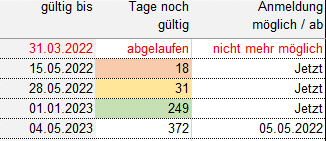 gültig bis Tage noch gültig Anmeldung möglich / ab
31.03.2022 abgelaufen nicht mehr möglich
15.05.2022 18 Jetzt
28.05.2022 31 Jetzt
01.01.2023 249 Jetzt
04.05.2023 372 05.05.2022